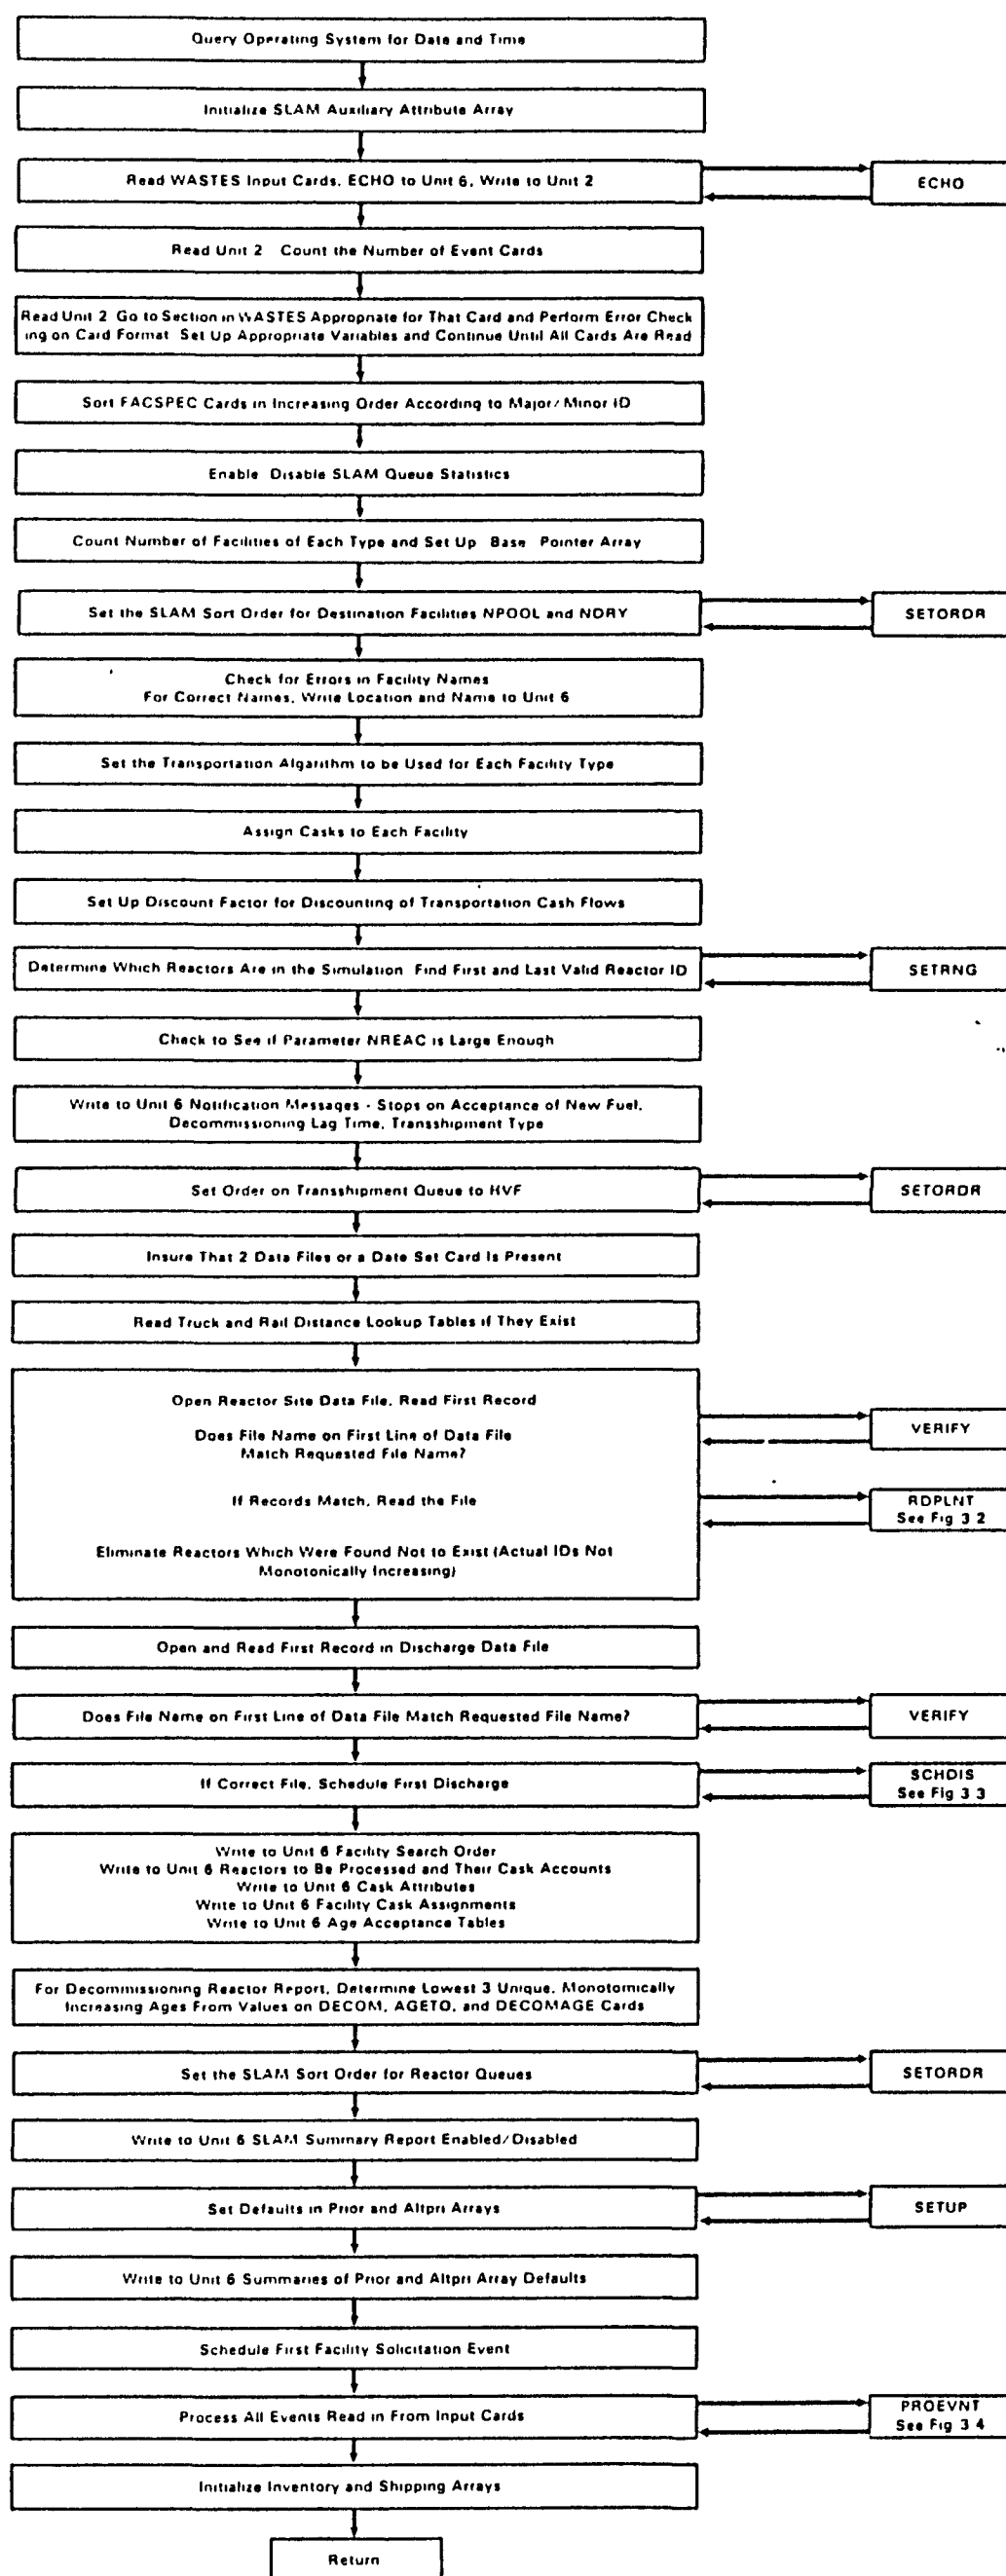 Query Operating System for Date and Time
Initialize SLAM Auxiliary Attribute Array
Read WASTES Input Cards, ECHO to Unit 6, Write to Unit 2
ECHO
Read Unit 2 Count the Number of Event Cards
Read Unit 2 Go to Section in WASTES Appropriate for That Card and Perform Error Check
ing on Card Format Set Up Appropriate Variables and Continue Until All Cards Are Read
Sort FACSPEC Cards in Increasing Order According to Major/Minor ID
Enable Disable SLAM Queue Statistics
Count Number of Facilities of Each Type and Set Up Base Pointer Array
Set the SLAM Sort Order for Destination Facilities NPOOL and NDRY
SETORDR
Check for Errors in Facility Names
For Correct Names, Write Location and Name to Unit 6
Set the Transportation Algorithm to be Used for Each Facility Type
Assign Casks to Each Facility
Set Up Discount Factor for Discounting of Transportation Cash Flows
Determine Which Reactors Are in the Simulation Find First and Last Valid Reactor ID
SETRNG
Check to See if Parameter NREAC is Large Enough
Write to Unit 6 Notification Messages - Stops on Acceptance of New Fuel,
Decommissioning Lag Time, Transshipment Type
Set Order on Transshipment Queue to HVF
SETORDR
Insure That 2 Data Files or a Date Set Card Is Present
Read Truck and Rail Distance Lookup Tables if They Exist
Open Reactor Site Data File, Read First Record
Does File Name on First Line of Data File
Match Requested File Name?
VERIFY
If Records Match, Read the File
RDPLNT
See Fig 3 2
Eliminate Reactors Which Were Found Not to Exist (Actual IDs Not
Monotonically Increasing)
Open and Read First Record in Discharge Data File
Does File Name on First Line of Data File Match Requested File Name?
VERIFY
If Correct File, Schedule First Discharge
SCHDIS
See Fig 3 3
Write to Unit 6 Facility Search Order
Write to Unit 6 Reactors to Be Processed and Their Cask Accounts
Write to Unit 6 Cask Attributes
Write to Unit 6 Facility Cask Assignments
Write to Unit 6 Age Acceptance Tables
For Decommissioning Reactor Report, Determine Lowest 3 Unique, Monotomically
Increasing Ages From Values on DECOM, AGETO, and DECOMAGE Cards
Set the SLAM Sort Order for Reactor Queues
SETORDR
Write to Unit 6 SLAM Summary Report Enabled/Disabled
Set Defaults in Prior and Altpri Arrays
SETUP
Write to Unit 6 Summaries of Prior and Altpri Array Defaults
Schedule First Facility Solicitation Event
Process All Events Read in From Input Cards
PROEVNT
See Fig 3 4
Initialize Inventory and Shipping Arrays
Return